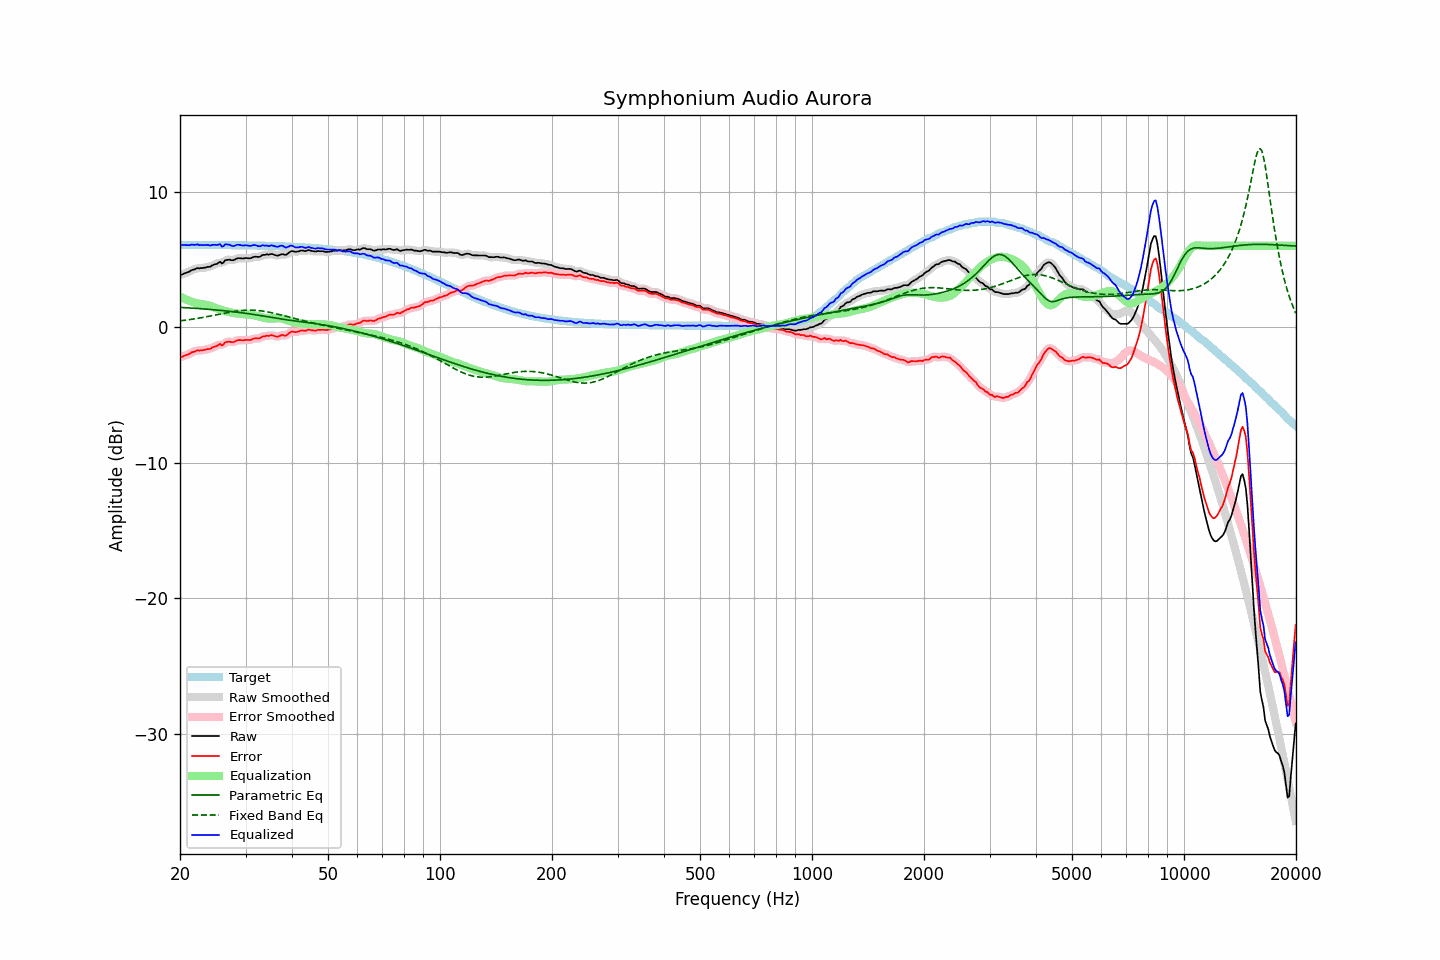 Symphonium Audio Aurora
Amplitude (dBr)
10
0
−10
−20
−30
Target
Raw Smoothed
Error Smoothed
Raw
Error
Equalization
Parametric Eq
Fixed Band Eq
Equalized
20 50 100 200 500 1000 2000 5000 10000 20000
Frequency (Hz)